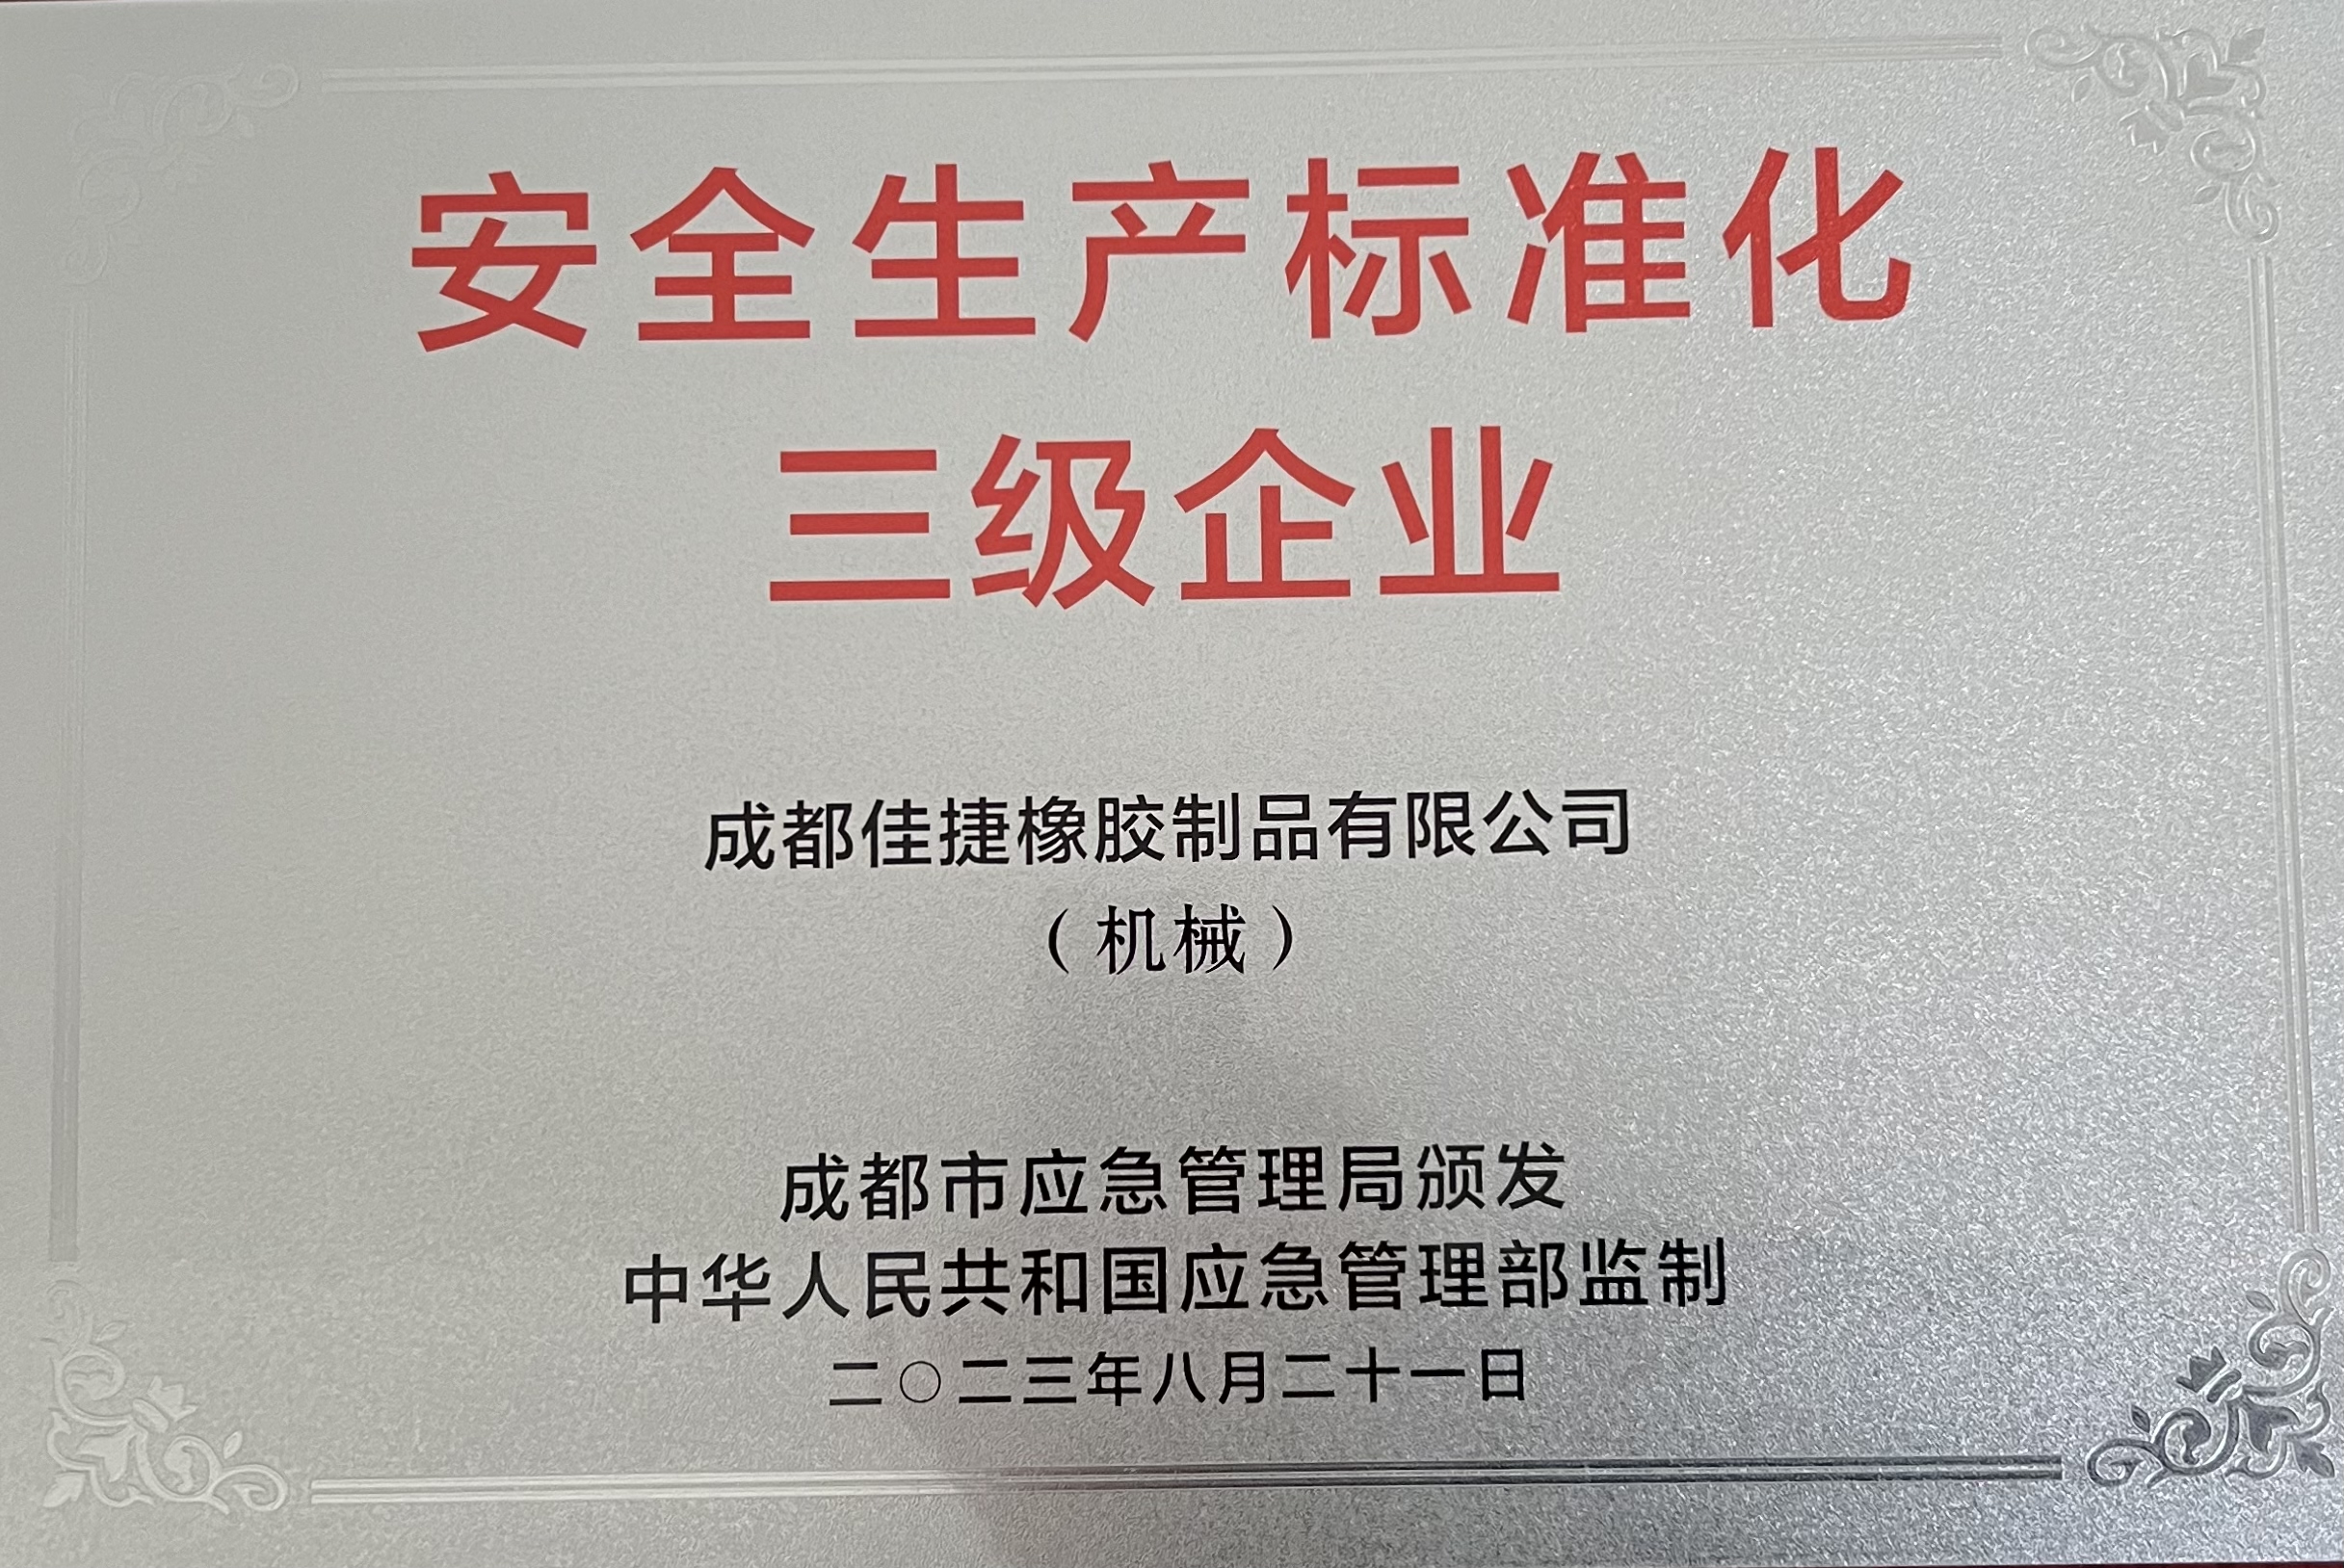 安全生产标准化
三级企业
成都佳捷橡胶制品有限公司
（机械）
成都市应急管理局颁发
中华人民共和国应急管理部监制
二〇二三年八月二十一日